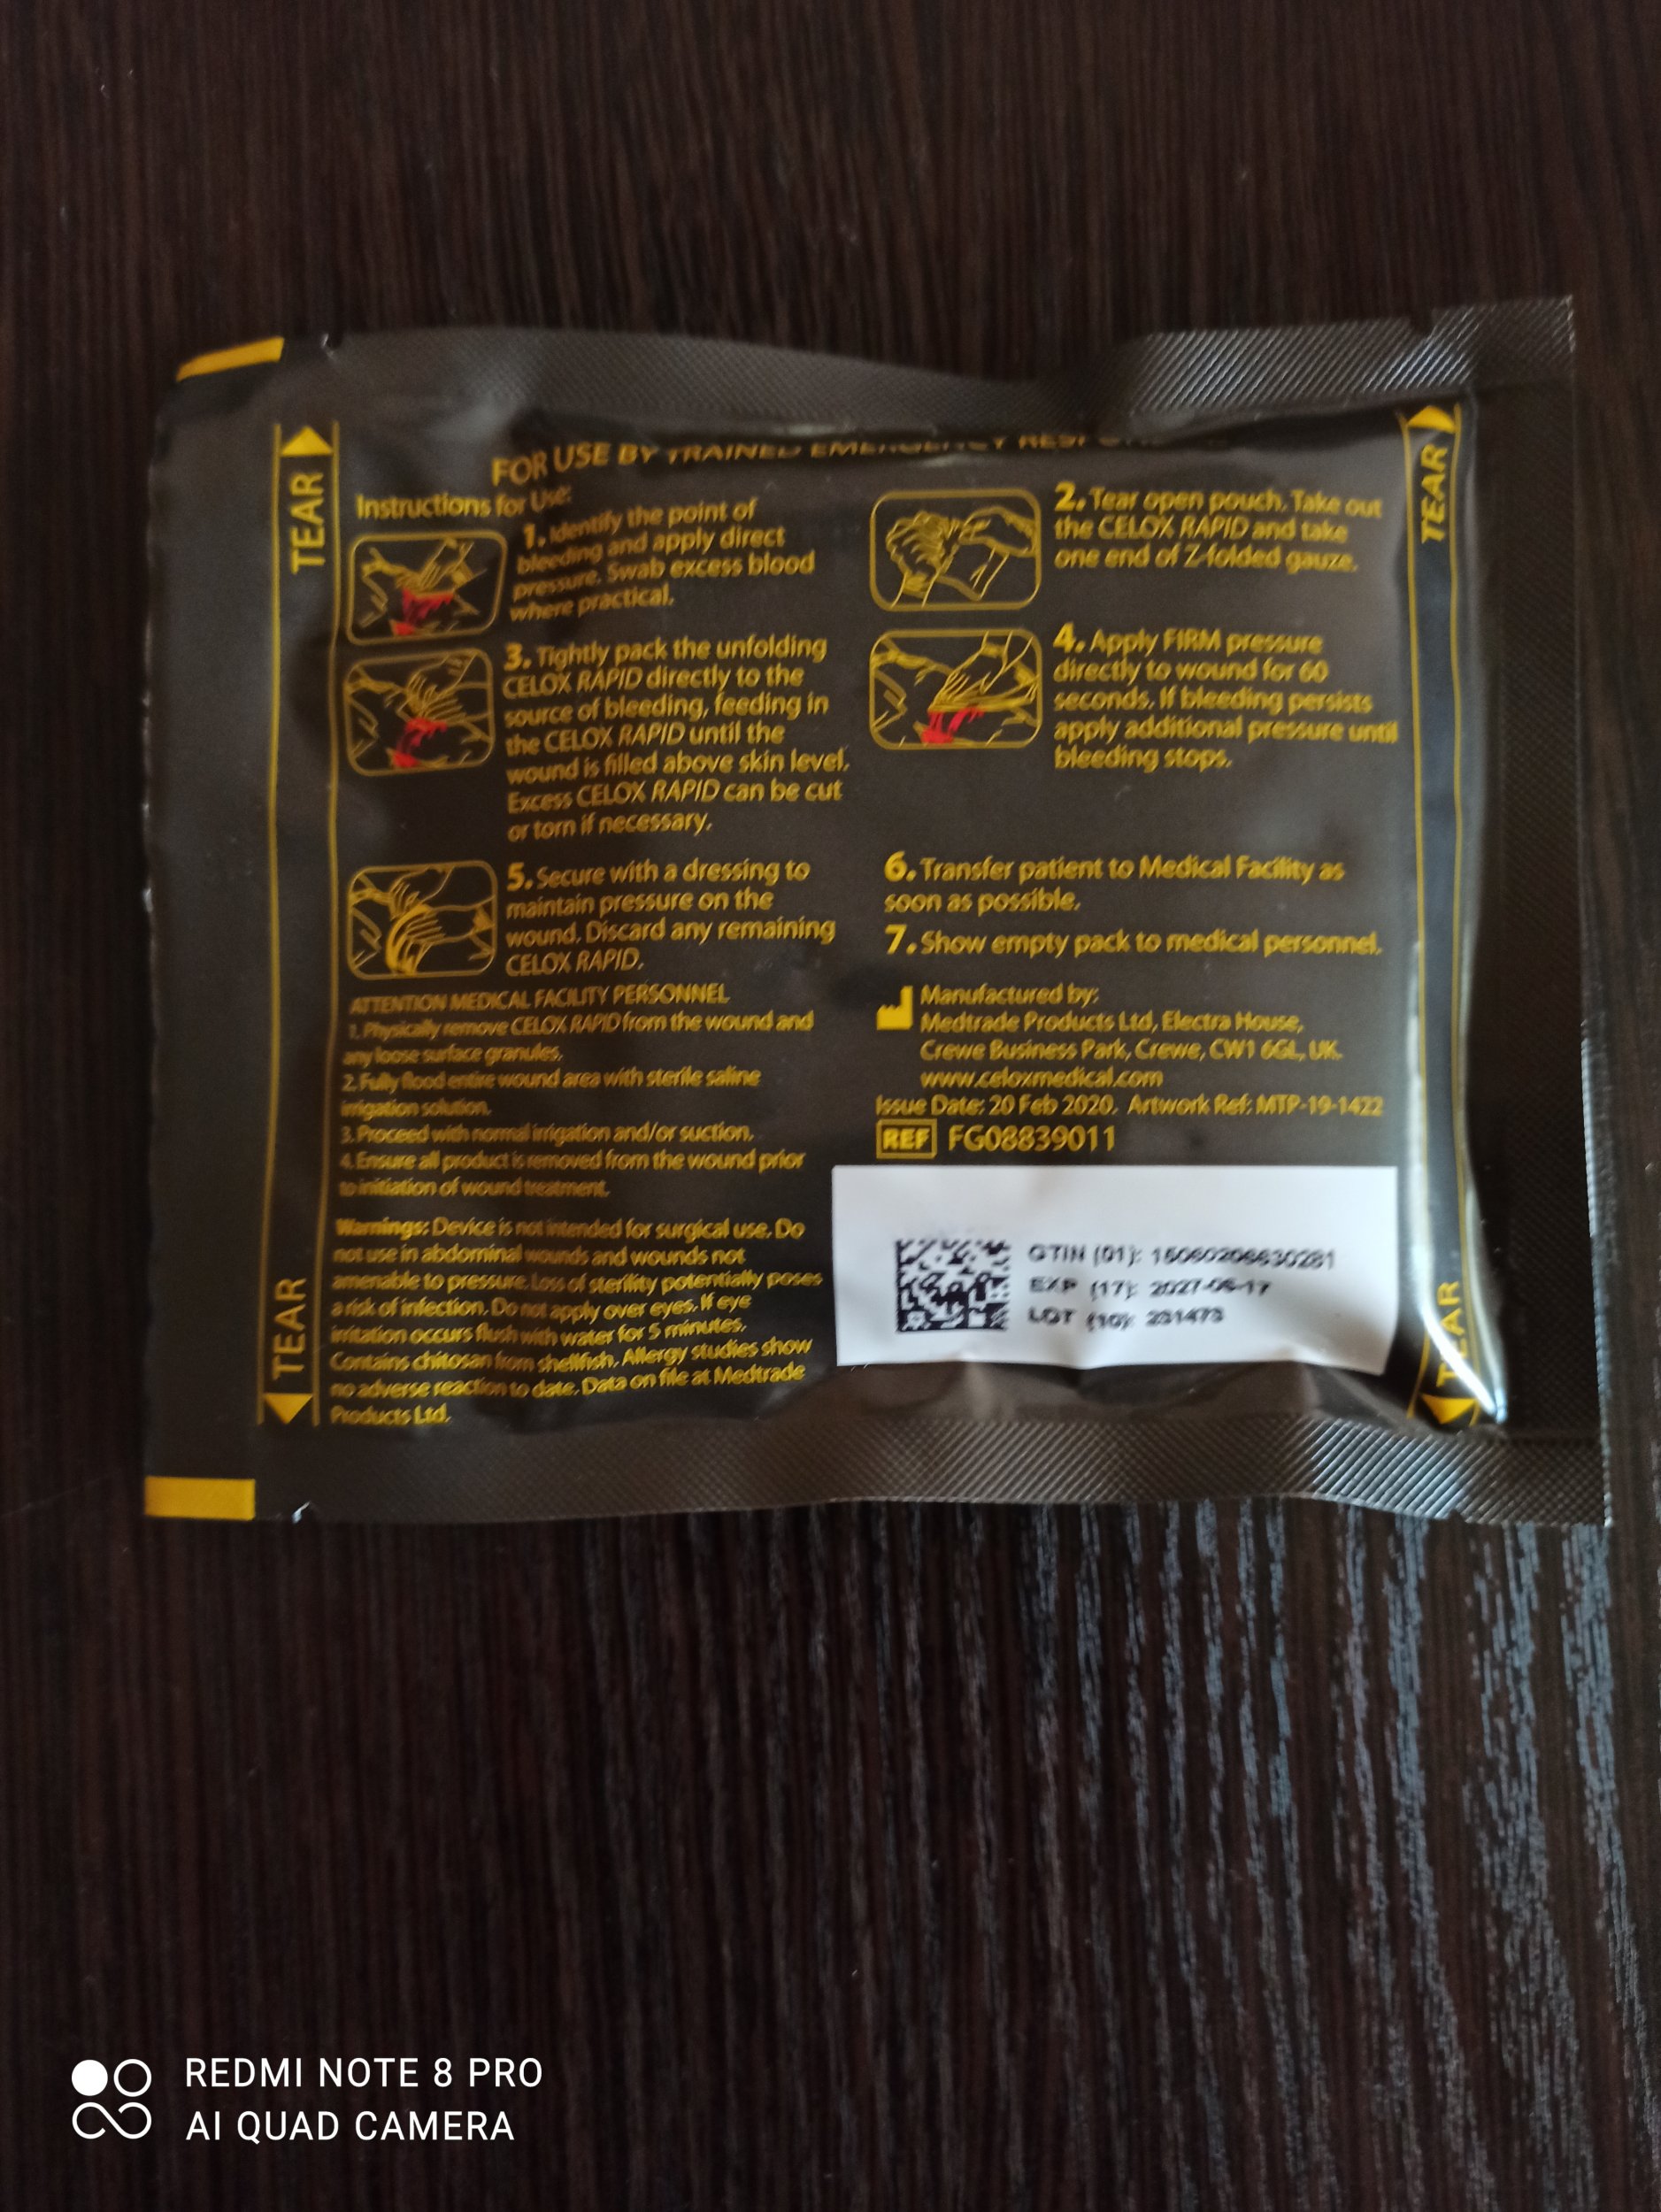 FOR USE BY TRAINED EMERGENCY
Instructions for Use:
1. Identify the point of
bleeding and apply direct
pressure. Swab excess blood
where practical.
2. Tear open pouch. Take out
the CELOX RAPID and take
one end of Z-folded gauze.
3. Tightly pack the unfolding
CELOX RAPID directly to the
source of bleeding, feeding in
the CELOX RAPID until the
wound is filled above skin level.
Excess CELOX RAPID can be cut
or torn if necessary.
4. Apply FIRM pressure
directly to wound for 60
seconds. If bleeding persists
apply additional pressure until
bleeding stops.
5. Secure with a dressing to
maintain pressure on the
wound. Discard any remaining
CELOX RAPID.
6. Transfer patient to Medical Facility as
soon as possible.
7. Show empty pack to medical personnel.
ATTENTION MEDICAL FACILITY PERSONNEL
1. Physically remove CELOX RAPID from the wound and
any loose surface granules.
2. Fully flood entire wound area with sterile saline
irrigation solution.
3. Proceed with normal irrigation and/or suction.
4. Ensure all product is removed from the wound prior
to initiation of wound treatment.
Warnings: Device is not intended for surgical use. Do
not use in abdominal wounds and wounds not
amenable to pressure. Loss of sterility potentially poses
a risk of infection. Do not apply over eyes. If eye
irritation occurs flush with water for 5 minutes.
Contains chitosan from shellfish. Allergy studies show
no adverse reaction to date. Data on file at Medtrade
Products Ltd.
Manufactured by:
Medtrade Products Ltd, Electra House,
Crewe Business Park, Crewe, CW1 6GL, UK.
www.celoxmedical.com
Issue Date: 20 Feb 2020. Artwork Ref: MTP-19-1422
REF FG08839011
GTIN (01): 15060206630281
EXP (17): 2027-06-17
LOT (10): 231473
TEAR
TEAR
TEAR
TEAR
REDMI NOTE 8 PRO
AI QUAD CAMERA